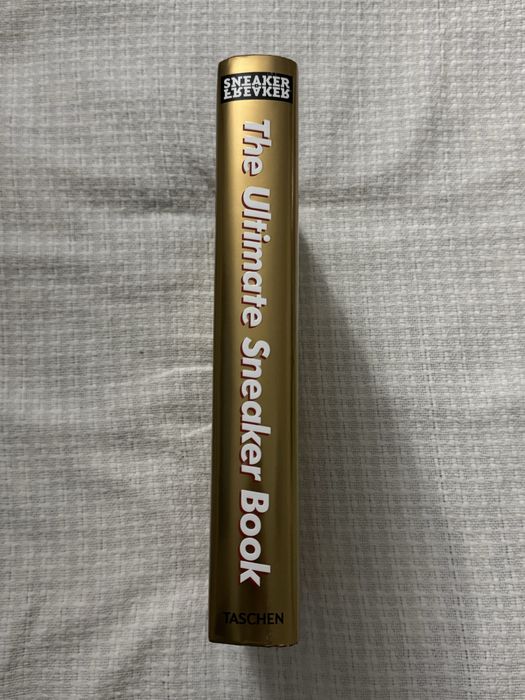 SNEAKER
FREAKER
The Ultimate Sneaker Book
TASCHEN